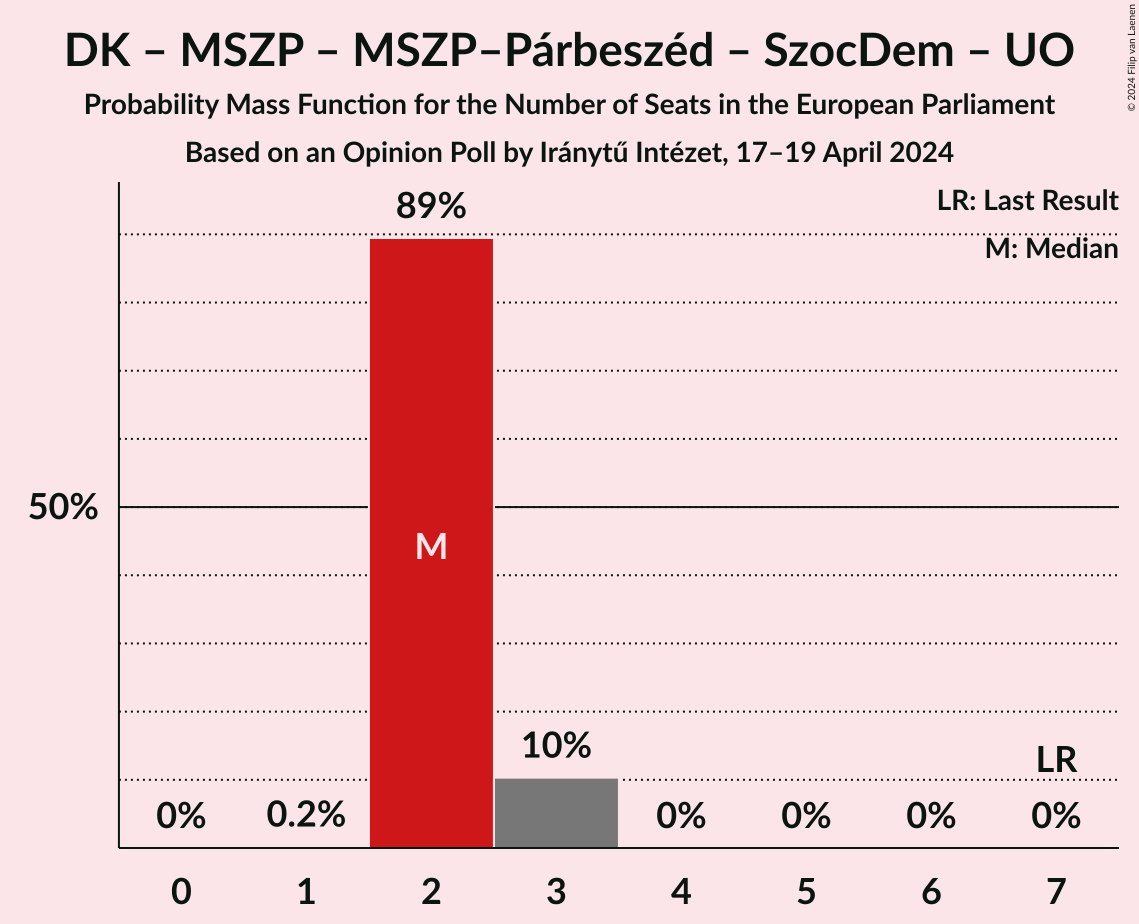 DK – MSZP – MSZP–Párbeszéd – SzocDem – UO
Probability Mass Function for the Number of Seats in the European Parliament
Based on an Opinion Poll by Iránytű Intézet, 17–19 April 2024
© 2024 Filip van Laenen
LR: Last Result
M: Median
89%
50%
M
10%
LR
0%
0.2%
0%
0%
0%
0%
0 1 2 3 4 5 6 7